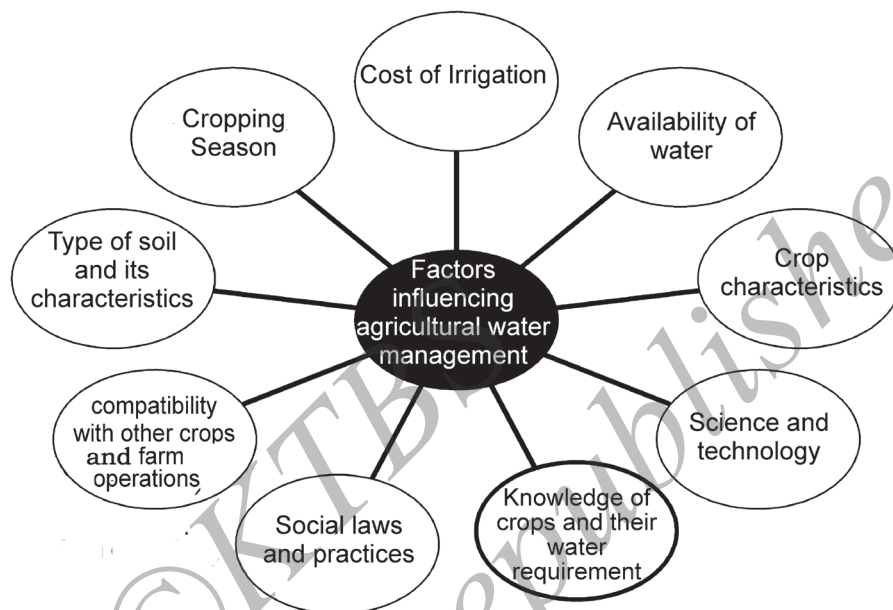 Cost of Irrigation
Cropping
Season
Availability of
water
Type of soil
and its
characteristics
Factors
influencing
agricultural water
management
Crop
characteristics
compatibility
with other crops
and farm
operations,
Science and
technology
Social laws
and practices
Knowledge of
crops and their
water
requirement
©KTBS
republishe